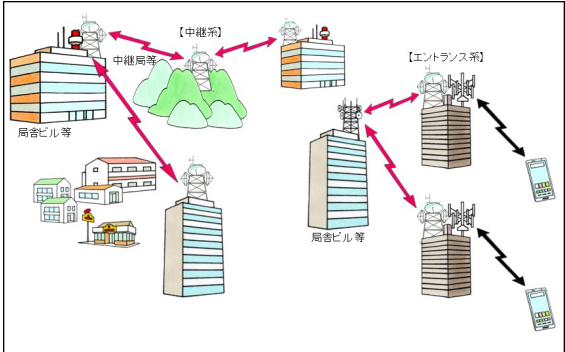 【中継系】
中継局等
局舎ビル等
【エントランス系】
局舎ビル等